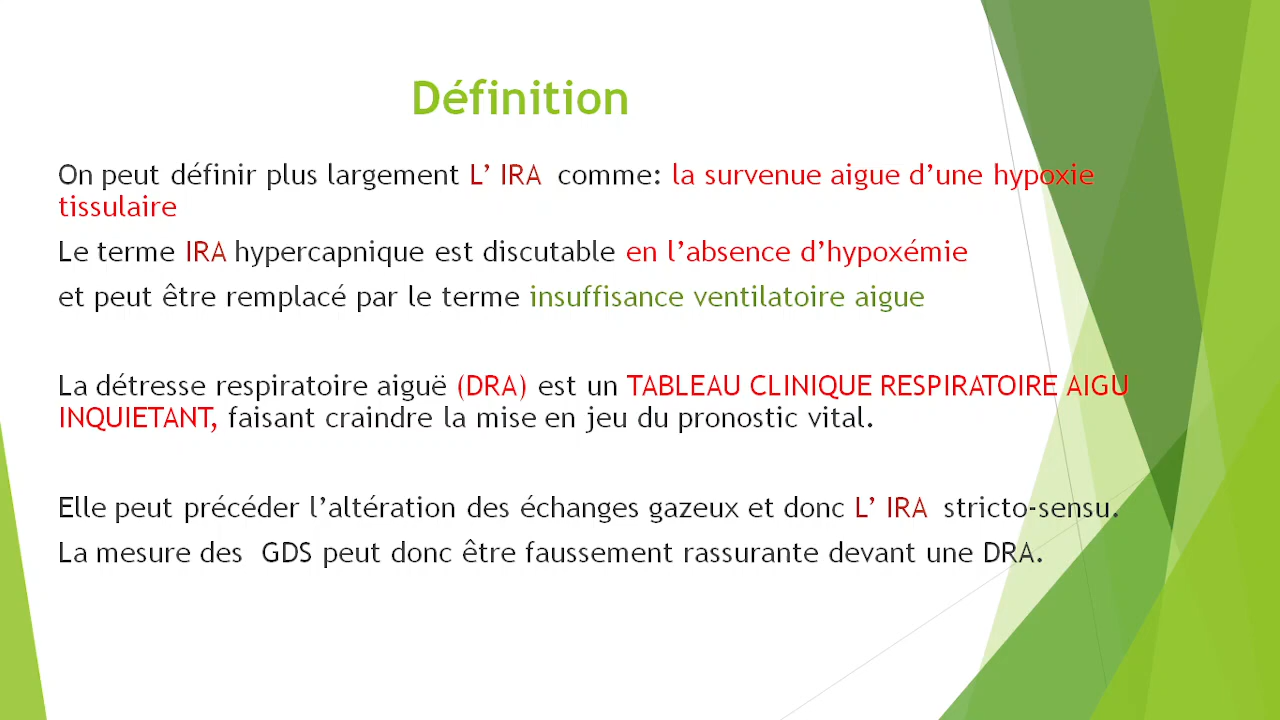 Définition
On peut définir plus largement L’ IRA comme: la survenue aigue d’une hypoxie
tissulaire
Le terme IRA hypercapnique est discutable en l’absence d’hypoxémie
et peut être remplacé par le terme insuffisance ventilatoire aigue
La détresse respiratoire aiguë (DRA) est un TABLEAU CLINIQUE RESPIRATOIRE AIGU
INQUIETANT, faisant craindre la mise en jeu du pronostic vital.
Elle peut précéder l’altération des échanges gazeux et donc L’ IRA stricto-sensu.
La mesure des GDS peut donc être faussement rassurante devant une DRA.